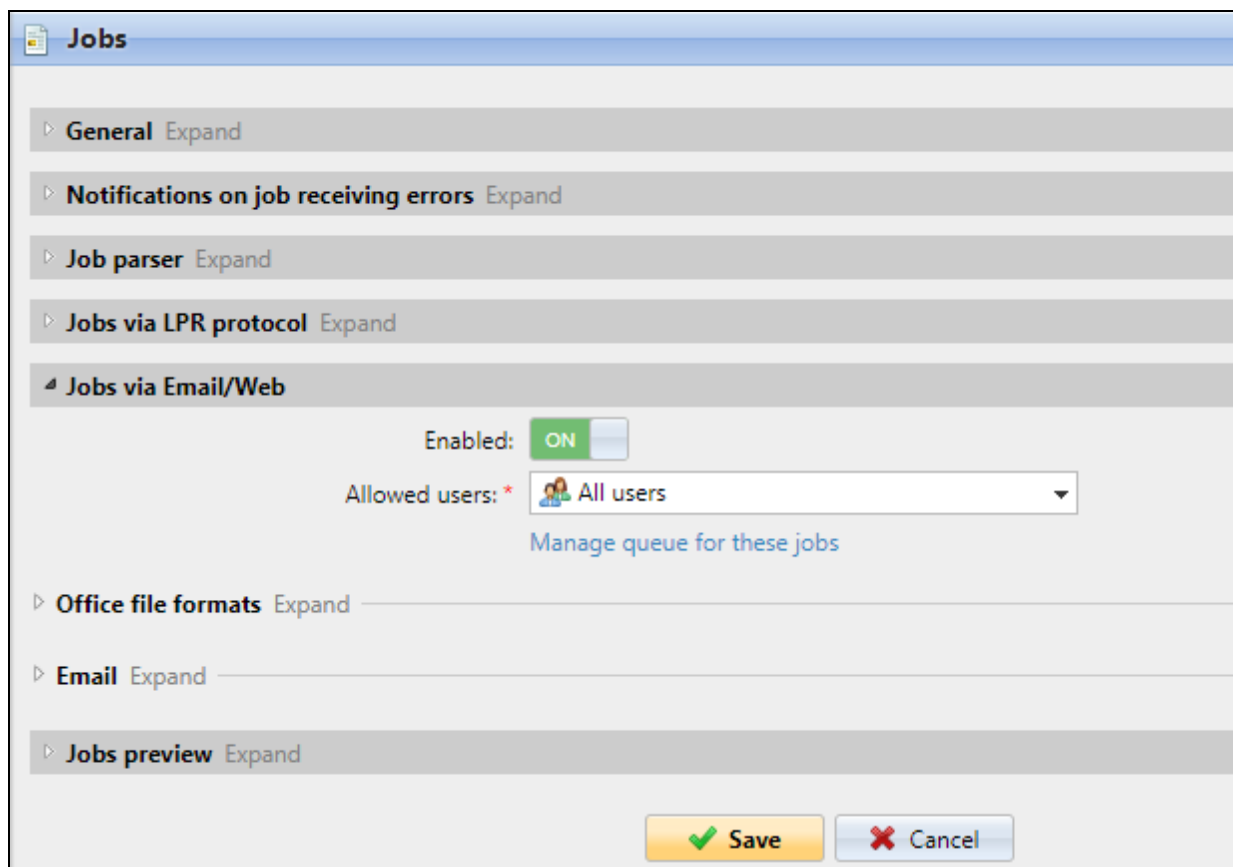 Jobs
General Expand
Notifications on job receiving errors Expand
Job parser Expand
Jobs via LPR protocol Expand
Jobs via Email/Web
Enabled: ON
Allowed users: * All users
Manage queue for these jobs
Office file formats Expand
Email Expand
Jobs preview Expand
Save Cancel